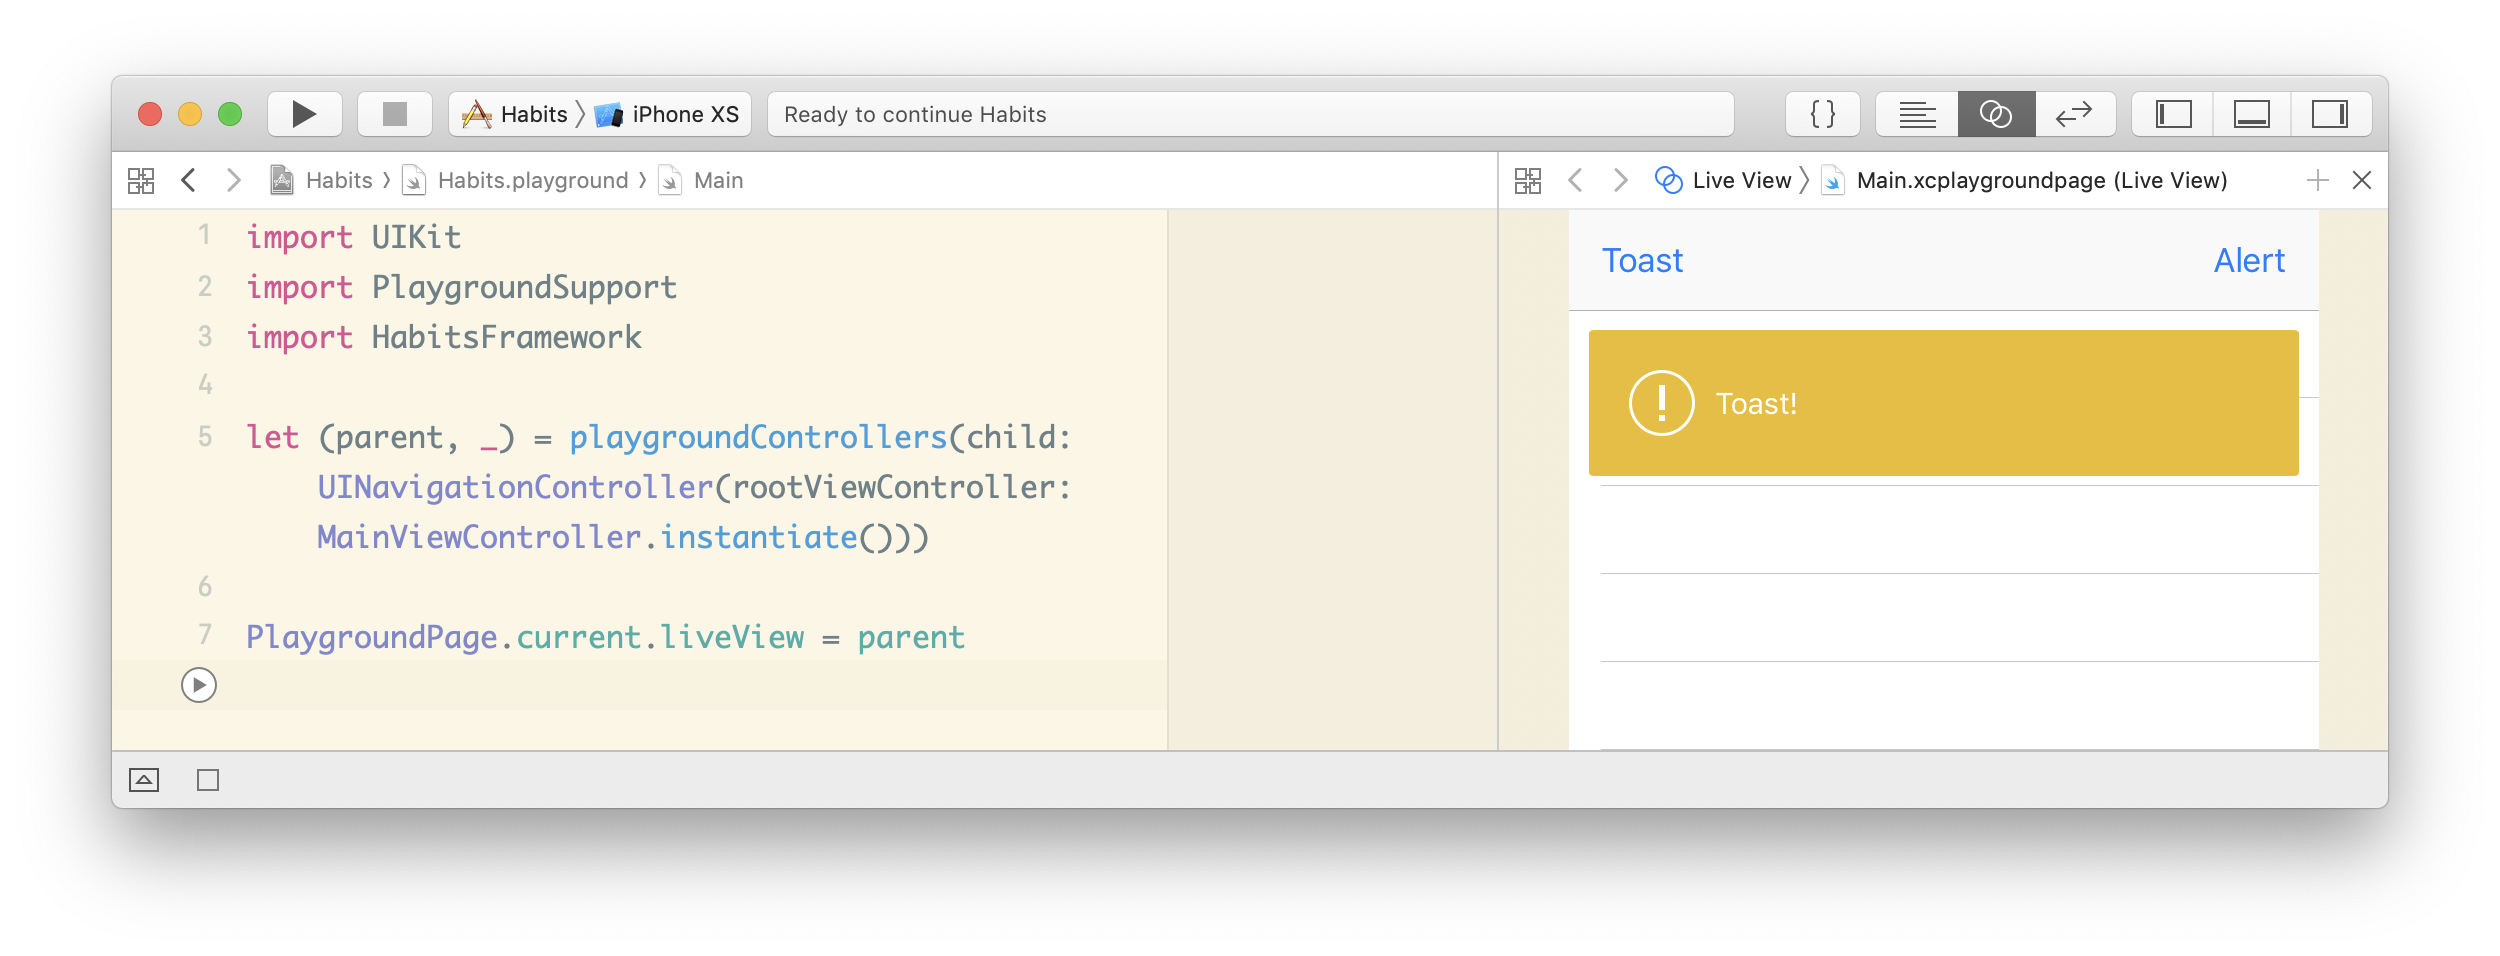 Habits 〉 iPhone XS
Ready to continue Habits
{ }
Habits 〉 Habits.playground 〉 Main
Live View 〉 Main.xcplaygroundpage (Live View)
1 import UIKit
2 import PlaygroundSupport
3 import HabitsFramework
4
5 let (parent, _) = playgroundControllers(child:
UINavigationController(rootViewController:
MainViewController.instantiate()))
6
7 PlaygroundPage.current.liveView = parent
Toast
Alert
Toast!